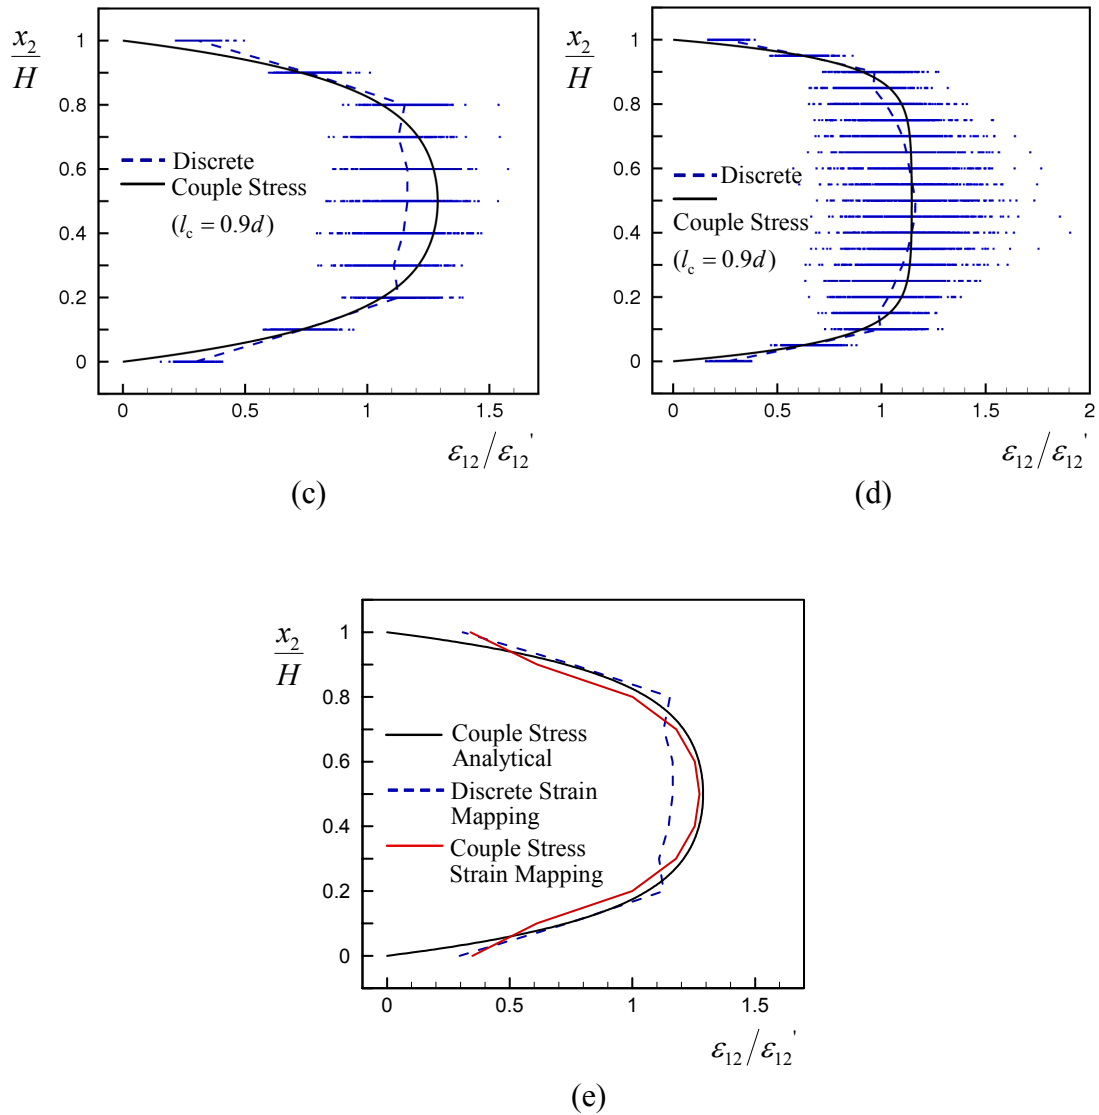 x₂/H
1
0.8
0.6
0.4
0.2
0
Discrete
Couple Stress
(l_c = 0.9d)
0 0.5 1 1.5
ε₁₂/ε₁₂'
(c)
x₂/H
1
0.8
0.6
0.4
0.2
0
Discrete
Couple Stress
(l_c = 0.9d)
0 0.5 1 1.5 2
ε₁₂/ε₁₂'
(d)
x₂/H
1
0.8
0.6
0.4
0.2
0
Couple Stress
Analytical
Discrete Strain
Mapping
Couple Stress
Strain Mapping
0 0.5 1 1.5
ε₁₂/ε₁₂'
(e)